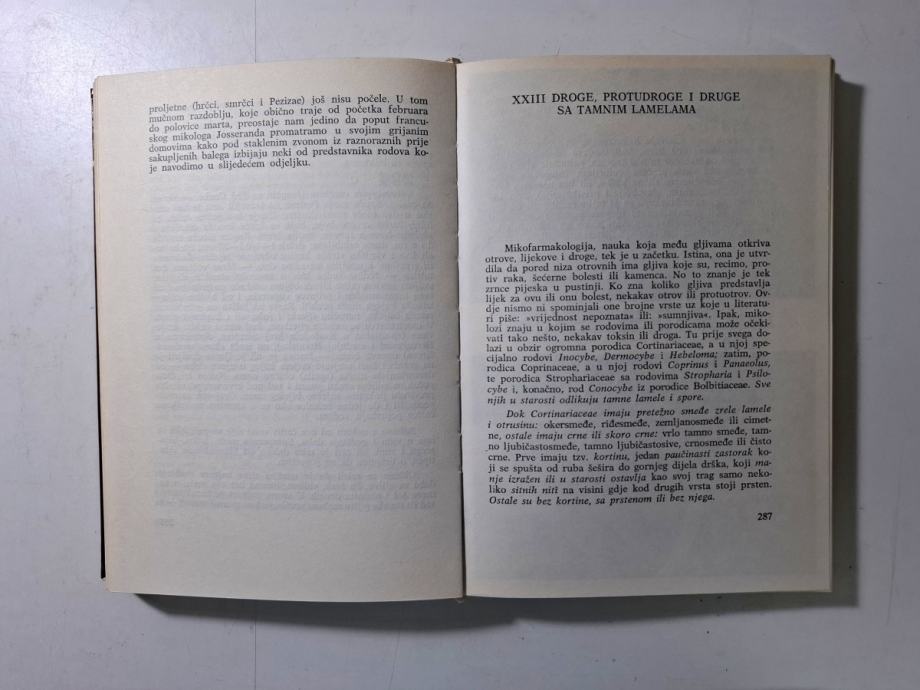 proljetne (hrčci, smrčci i Pezizae) još nisu počele. U tom
mučnom razdoblju, koje obično traje od početka februara
do polovice marta, preostaje nam jedino da poput francu-
skog mikologa Josseranda promatramo u svojim grijanim
domovima kako pod staklenim zvonom iz raznoraznih prije
sakupljenih balega izbijaju neki od predstavnika rodova ko-
je navodimo u slijedećem odjeljku.
XXIII DROGE, PROTUDROGE I DRUGE
SA TAMNIM LAMELAMA
Mikofarmakologija, nauka koja među gljivama otkriva
otrove, lijekove i droge, tek je u začetku. Istina, ona je utvr-
dila da pored niza otrovnih ima gljiva koje su, recimo, pro-
tiv raka, šećerne bolesti ili kamenca. No to znanje je tek
zrnce pijeska u pustinji. Ko zna koliko gljiva predstavlja
lijek za ovu ili onu bolest, nekakav otrov ili protuotrov. Ov-
dje nismo ni spominjali one brojne vrste uz koje u literatu-
ri piše: »vrijednost nepoznata« ili: »sumnjiva«. Ipak, miko-
lozi znaju u kojim se rodovima ili porodicama može očeki-
vati tako nešto, nekakav toksin ili droga. Tu prije svega do-
lazi u obzir ogromna porodica Cortinariaceae, a u njoj spe-
cijalno rodovi Inocybe, Dermocybe i Hebeloma; zatim, po-
rodica Coprinaceae, a u njoj rodovi Coprinus i Panaeolus,
te porodica Strophariaceae sa rodovima Stropharia i Psilo-
cybe i, konačno, rod Conocybe iz porodice Bolbitiaceae. Sve
njih u starosti odlikuju tamne lamele i spore.
Dok Cortinariaceae imaju pretežno smeđe zrele lamele
i otrusinu: okersmeđe, riđesmeđe, zemljanosmeđe ili cimet-
ne, ostale imaju crne ili skoro crne: vrlo tamno smeđe, tam-
no ljubičastosmeđe, tamno ljubičastosive, crnosmeđe ili čisto
crne. Prve imaju tzv. kortinu, jedan paučinasti zastorak ko-
ji se spušta od ruba šešira do gornjeg dijela drška, koji ma-
nje izražen ili u starosti ostavlja kao svoj trag samo neko-
liko sitnih nitî na visini gdje kod drugih vrsta stoji prsten.
Ostale su bez kortine, sa prstenom ili bez njega.
287